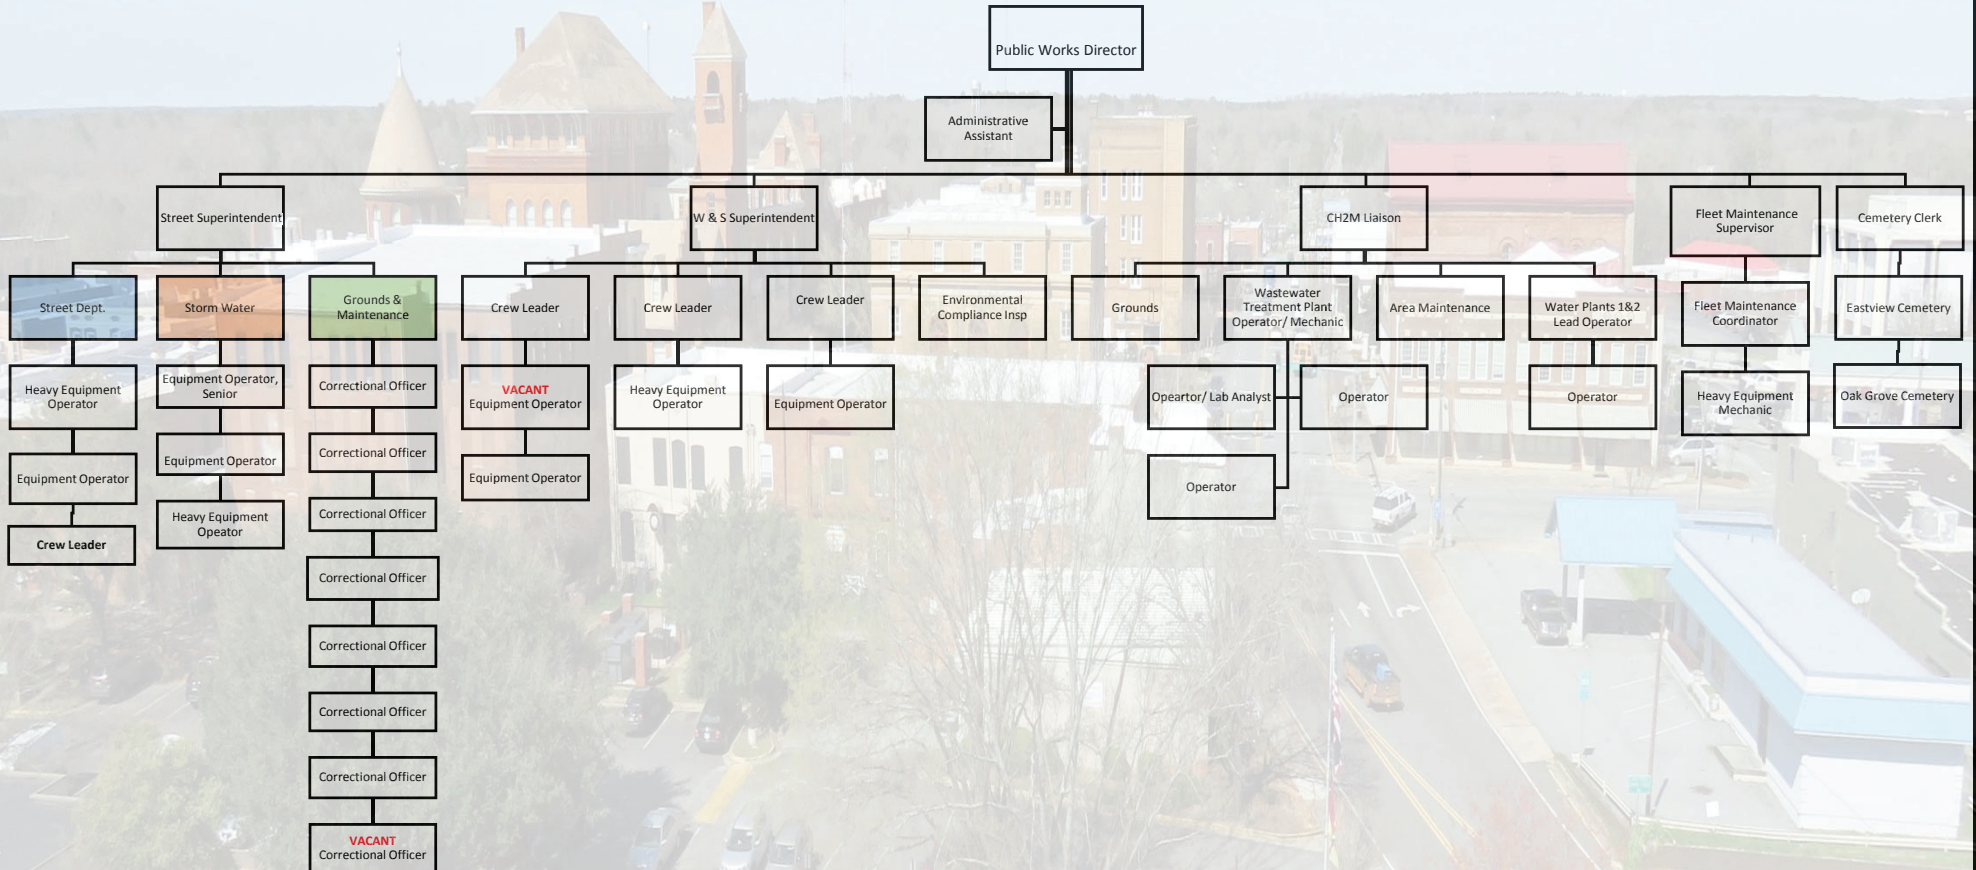 Public Works Director
Administrative
Assistant
Street Superintendent
W & S Superintendent
CH2M Liaison
Fleet Maintenance
Supervisor
Cemetery Clerk
Street Dept.
Storm Water
Grounds &
Maintenance
Crew Leader
Crew Leader
Crew Leader
Environmental
Compliance Insp
Grounds
Wastewater
Treatment Plant
Operator/ Mechanic
Area Maintenance
Water Plants 1&2
Lead Operator
Fleet Maintenance
Coordinator
Eastview Cemetery
Heavy Equipment
Operator
Equipment Operator,
Senior
Correctional Officer
VACANT
Equipment Operator
Heavy Equipment
Operator
Equipment Operator
Opeartor/ Lab Analyst
Operator
Operator
Heavy Equipment
Mechanic
Oak Grove Cemetery
Equipment Operator
Equipment Operator
Correctional Officer
Equipment Operator
Operator
Crew Leader
Heavy Equipment
Opeator
Correctional Officer
Correctional Officer
Correctional Officer
Correctional Officer
Correctional Officer
VACANT
Correctional Officer